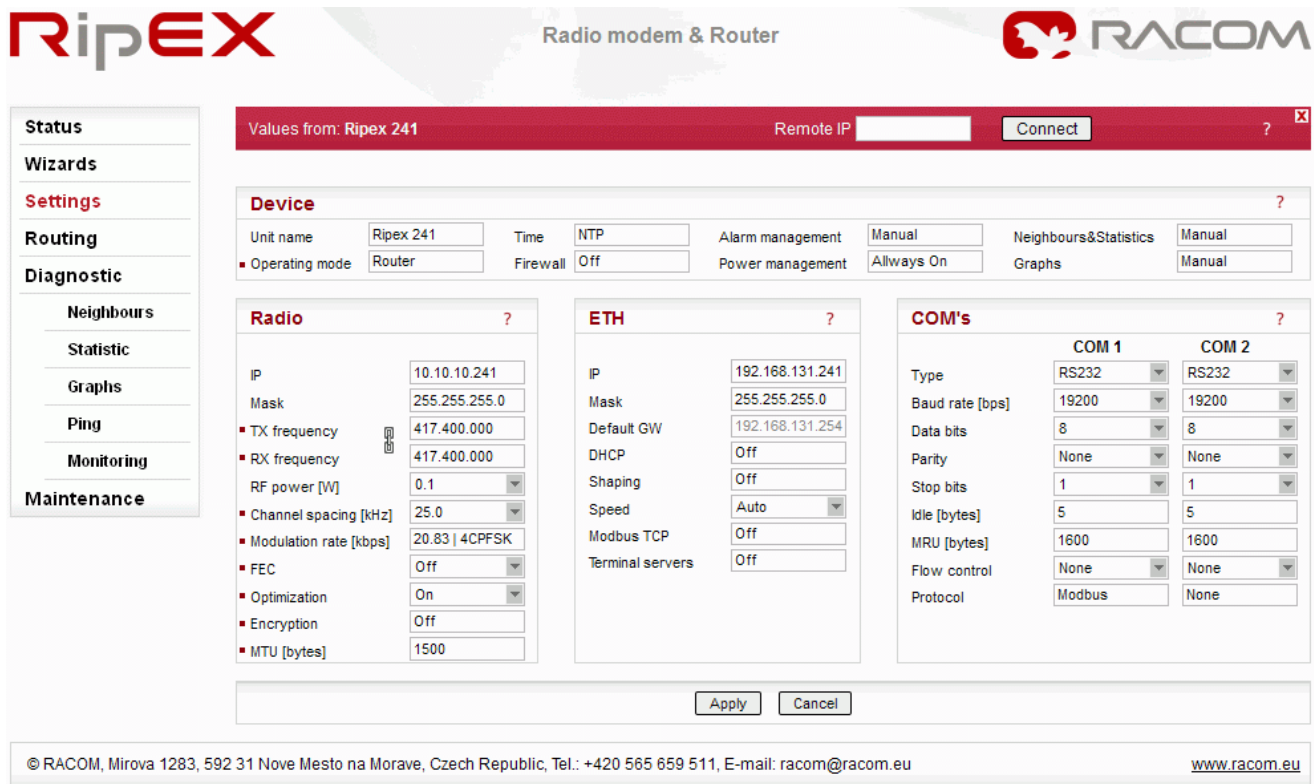 RipEX
Radio modem & Router
RACOM
Status
Wizards
Settings
Routing
Diagnostic
Neighbours
Statistic
Graphs
Ping
Monitoring
Maintenance
Values from: Ripex 241 Remote IP Connect ? x
Device ?
Unit name Ripex 241 Time NTP Alarm management Manual Neighbours&Statistics Manual
Operating mode Router Firewall Off Power management Allways On Graphs Manual
Radio ?
IP 10.10.10.241
Mask 255.255.255.0
TX frequency 417.400.000
RX frequency 417.400.000
RF power [W] 0.1
Channel spacing [kHz] 25.0
Modulation rate [kbps] 20.83 | 4CPFSK
FEC Off
Optimization On
Encryption Off
MTU [bytes] 1500
ETH ?
IP 192.168.131.241
Mask 255.255.255.0
Default GW 192.168.131.254
DHCP Off
Shaping Off
Speed Auto
Modbus TCP Off
Terminal servers Off
COM's ?
COM 1 COM 2
Type RS232 RS232
Baud rate [bps] 19200 19200
Data bits 8 8
Parity None None
Stop bits 1 1
Idle [bytes] 5 5
MRU [bytes] 1600 1600
Flow control None None
Protocol Modbus None
Apply Cancel
© RACOM, Mirova 1283, 592 31 Nove Mesto na Morave, Czech Republic, Tel.: +420 565 659 511, E-mail: racom@racom.eu www.racom.eu